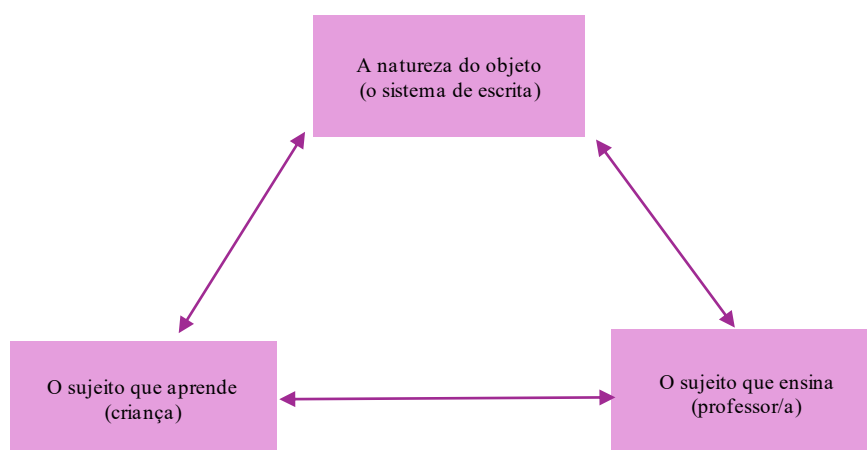 A natureza do objeto
(o sistema de escrita)
O sujeito que aprende
(criança)
O sujeito que ensina
(professor/a)